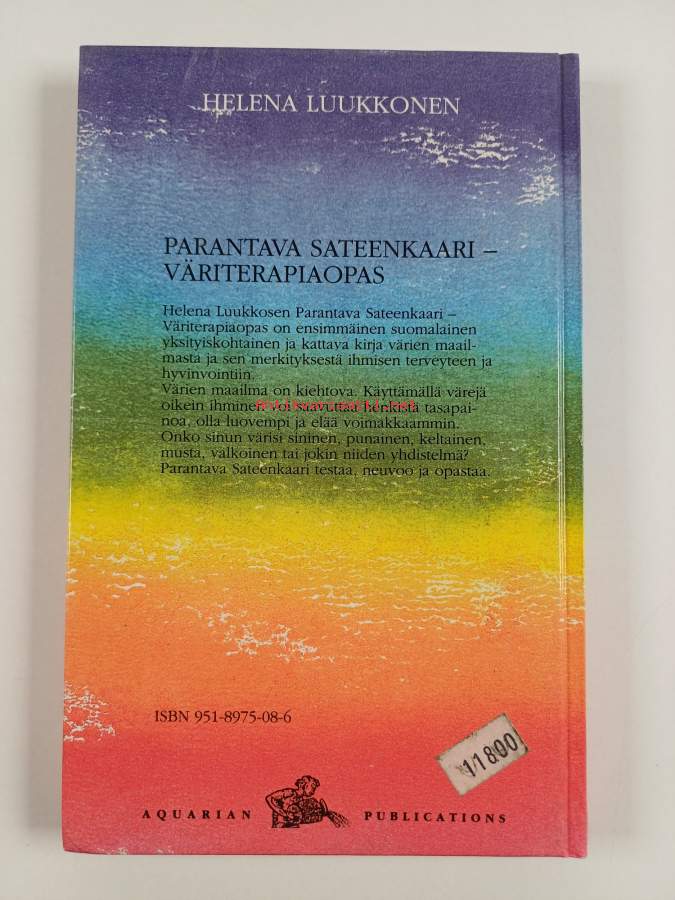 HELENA LUUKKONEN
PARANTAVA SATEENKAARI –
VÄRITERAPIAOPAS
Helena Luukkosen Parantava Sateenkaari –
Väriterapiaopas on ensimmäinen suomalainen
yksityiskohtainen ja kattava kirja värien maail-
masta ja sen merkityksestä ihmisen terveyteen ja
hyvinvointiin.
Värien maailma on kiehtova. Käyttämällä värejä
oikein ihminen voi saavuttaa henkistä tasapai-
noa, olla luovempi ja elää voimakkaammin.
Onko sinun värisi sininen, punainen, keltainen,
musta, valkoinen tai jokin niiden yhdistelmä?
Parantava Sateenkaari testaa, neuvoo ja opastaa.
ISBN 951-8975-08-6
11800
AQUARIAN PUBLICATIONS